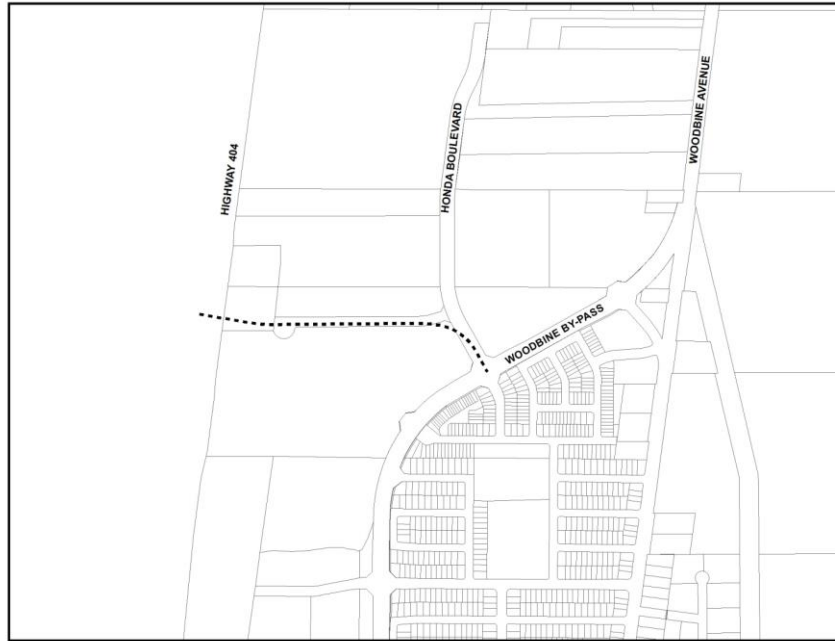 HIGHWAY 404
HONDA BOULEVARD
WOODBINE AVENUE
WOODBINE BY-PASS